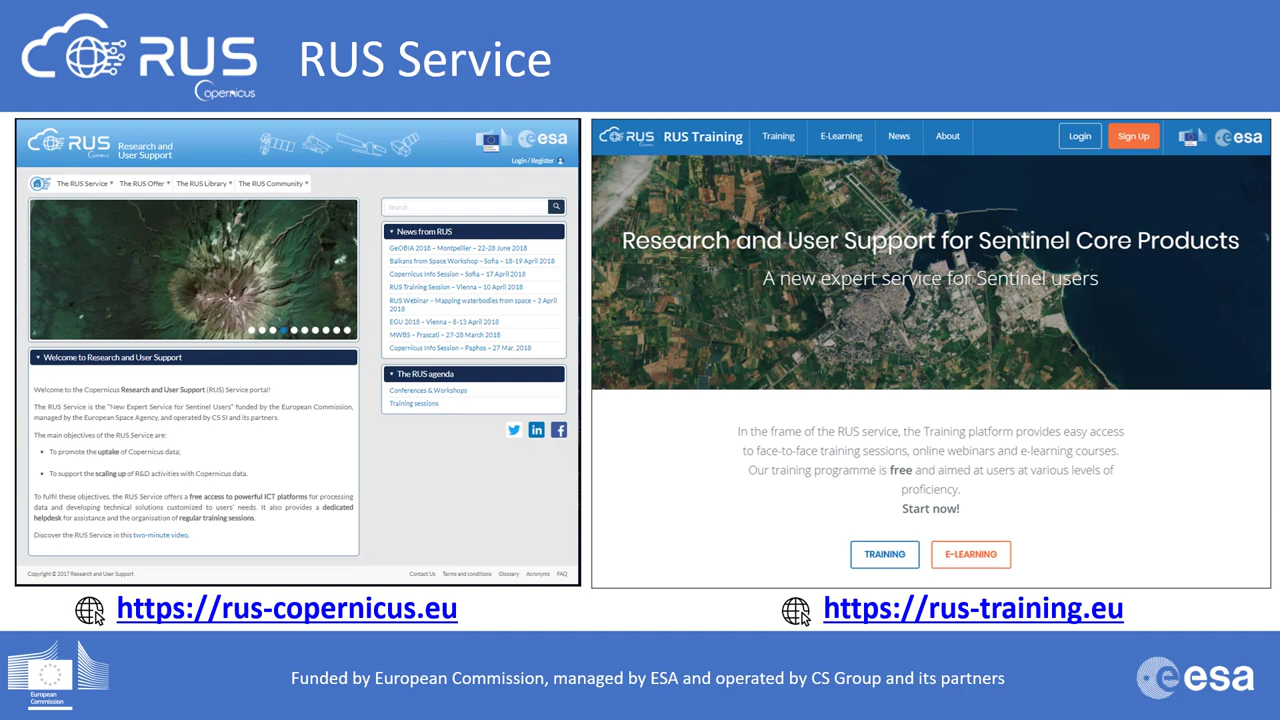 RUS
Copernicus
RUS Service
RUS
Copernicus
Research and
User Support
esa
Login / Register
The RUS Service
The RUS Offer
The RUS Library
The RUS Community
Search
News from RUS
GeOBIA 2018 – Montpellier – 22-28 June 2018
Balkans from Space Workshop – Sofia – 18-19 April 2018
Copernicus Info Session – Sofia – 17 April 2018
RUS Training Session – Vienna – 10 April 2018
RUS Webinar – Mapping waterbodies from space – 3 April
2018
EGU 2018 – Vienna – 8-13 April 2018
MWBS – Frascati – 27-28 March 2018
Copernicus Info Session – Paphos – 27 Mar. 2018
Welcome to Research and User Support
Welcome to the Copernicus Research and User Support (RUS) Service portal!
The RUS Service is the "New Expert Service for Sentinel Users" funded by the European Commission,
managed by the European Space Agency, and operated by CS SI and its partners.
The main objectives of the RUS Service are:
• To promote the uptake of Copernicus data;
• To support the scaling up of R&D activities with Copernicus data.
To fulfil these objectives, the RUS Service offers a free access to powerful ICT platforms for processing
data and developing technical solutions customized to users' needs. It also provides a dedicated
helpdesk for assistance and the organisation of regular training sessions.
Discover the RUS Service in this two-minute video.
The RUS agenda
Conferences & Workshops
Training sessions
Copyright © 2017 Research and User Support
Contact Us Terms and conditions Glossary Acronyms FAQ
https://rus-copernicus.eu
RUS
RUS Training
Training
E-Learning
News
About
Login
Sign Up
esa
Research and User Support for Sentinel Core Products
A new expert service for Sentinel users
In the frame of the RUS service, the Training platform provides easy access
to face-to-face training sessions, online webinars and e-learning courses.
Our training programme is free and aimed at users at various levels of
proficiency.
Start now!
TRAINING
E-LEARNING
https://rus-training.eu
European
Commission
Funded by European Commission, managed by ESA and operated by CS Group and its partners
esa